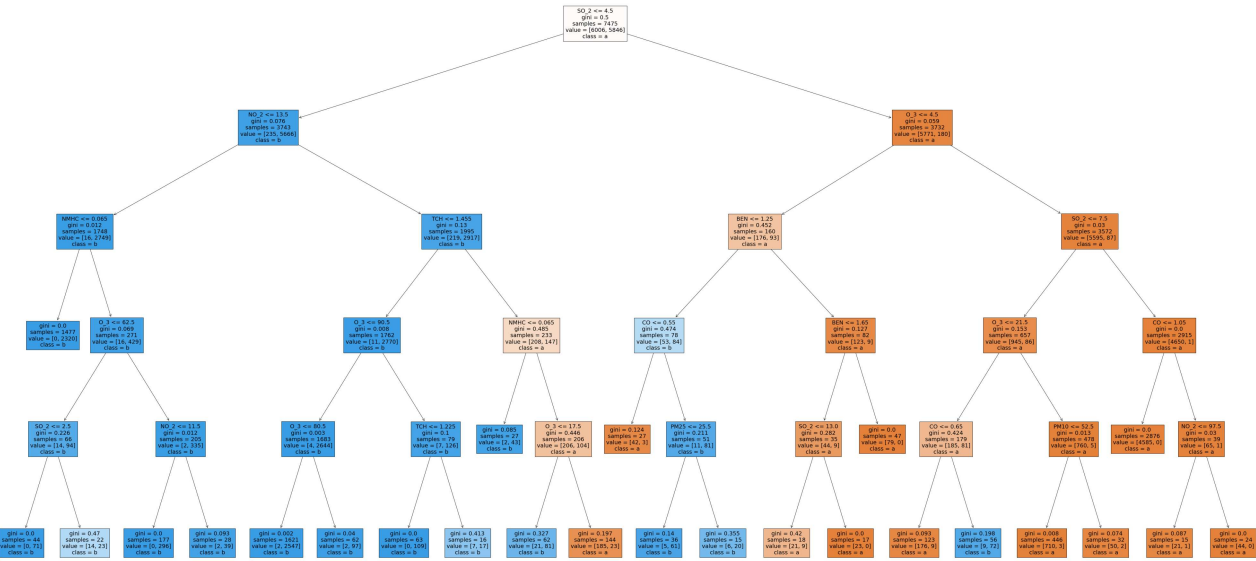 SO_2 <= 4.5
gini = 0.5
samples = 7475
value = [6006, 5846]
class = a
NO_2 <= 13.5
gini = 0.076
samples = 3743
value = [235, 5666]
class = b
O_3 <= 4.5
gini = 0.059
samples = 3732
value = [5771, 180]
class = a
NMHC <= 0.065
gini = 0.012
samples = 1748
value = [16, 2749]
class = b
TCH <= 1.455
gini = 0.13
samples = 1995
value = [219, 2917]
class = b
BEN <= 1.25
gini = 0.452
samples = 160
value = [176, 93]
class = a
SO_2 <= 7.5
gini = 0.03
samples = 3572
value = [5595, 87]
class = a
gini = 0.0
samples = 1477
value = [0, 2320]
class = b
O_3 <= 62.5
gini = 0.069
samples = 271
value = [16, 429]
class = b
O_3 <= 90.5
gini = 0.008
samples = 1762
value = [11, 2770]
class = b
NMHC <= 0.065
gini = 0.485
samples = 233
value = [208, 147]
class = a
CO <= 0.55
gini = 0.474
samples = 78
value = [53, 84]
class = b
BEN <= 1.65
gini = 0.127
samples = 82
value = [123, 9]
class = a
O_3 <= 21.5
gini = 0.153
samples = 657
value = [945, 86]
class = a
CO <= 1.05
gini = 0.0
samples = 2915
value = [4650, 1]
class = a
SO_2 <= 2.5
gini = 0.226
samples = 66
value = [14, 94]
class = b
NO_2 <= 11.5
gini = 0.012
samples = 205
value = [2, 335]
class = b
O_3 <= 80.5
gini = 0.003
samples = 1683
value = [4, 2644]
class = b
TCH <= 1.225
gini = 0.1
samples = 79
value = [7, 126]
class = b
gini = 0.085
samples = 27
value = [2, 43]
class = b
O_3 <= 17.5
gini = 0.446
samples = 206
value = [206, 104]
class = a
gini = 0.124
samples = 27
value = [42, 3]
class = a
PM25 <= 25.5
gini = 0.211
samples = 51
value = [11, 81]
class = b
SO_2 <= 13.0
gini = 0.282
samples = 35
value = [44, 9]
class = a
gini = 0.0
samples = 47
value = [79, 0]
class = a
CO <= 0.65
gini = 0.424
samples = 179
value = [185, 81]
class = a
PM10 <= 52.5
gini = 0.013
samples = 478
value = [760, 5]
class = a
gini = 0.0
samples = 2876
value = [4585, 0]
class = a
NO_2 <= 97.5
gini = 0.03
samples = 39
value = [65, 1]
class = a
gini = 0.0
samples = 44
value = [0, 71]
class = b
gini = 0.47
samples = 22
value = [14, 23]
class = b
gini = 0.0
samples = 177
value = [0, 296]
class = b
gini = 0.093
samples = 28
value = [2, 39]
class = b
gini = 0.002
samples = 1621
value = [2, 2547]
class = b
gini = 0.04
samples = 62
value = [2, 97]
class = b
gini = 0.0
samples = 63
value = [0, 109]
class = b
gini = 0.413
samples = 16
value = [7, 17]
class = b
gini = 0.327
samples = 62
value = [21, 81]
class = b
gini = 0.197
samples = 144
value = [185, 23]
class = a
gini = 0.14
samples = 36
value = [5, 61]
class = b
gini = 0.355
samples = 15
value = [6, 20]
class = b
gini = 0.42
samples = 18
value = [21, 9]
class = a
gini = 0.0
samples = 17
value = [23, 0]
class = a
gini = 0.093
samples = 123
value = [176, 9]
class = a
gini = 0.198
samples = 56
value = [9, 72]
class = b
gini = 0.008
samples = 446
value = [710, 3]
class = a
gini = 0.074
samples = 32
value = [50, 2]
class = a
gini = 0.087
samples = 15
value = [21, 1]
class = a
gini = 0.0
samples = 24
value = [44, 0]
class = a